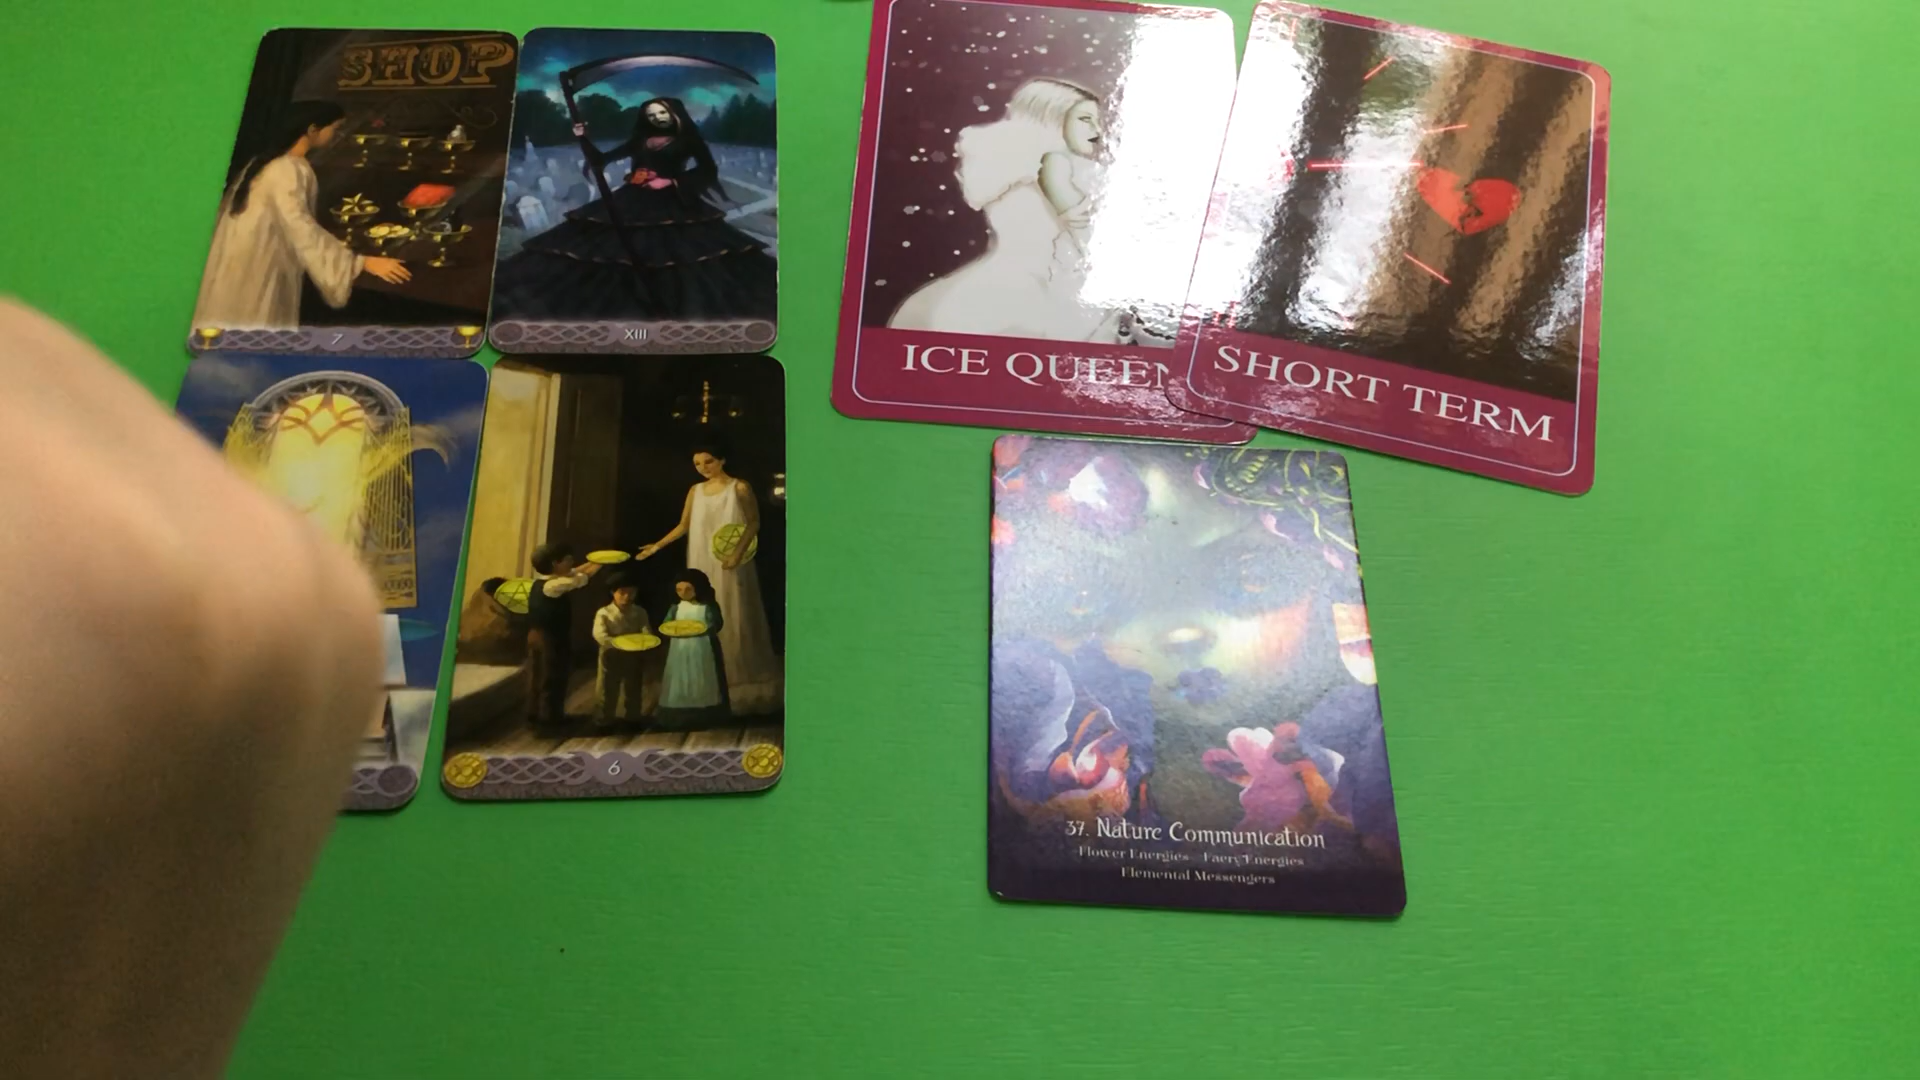 SHOP
7
XIII
6
ICE QUEEN
SHORT TERM
37. Nature Communication
Flower Energies Faery Energies
Elemental Messengers